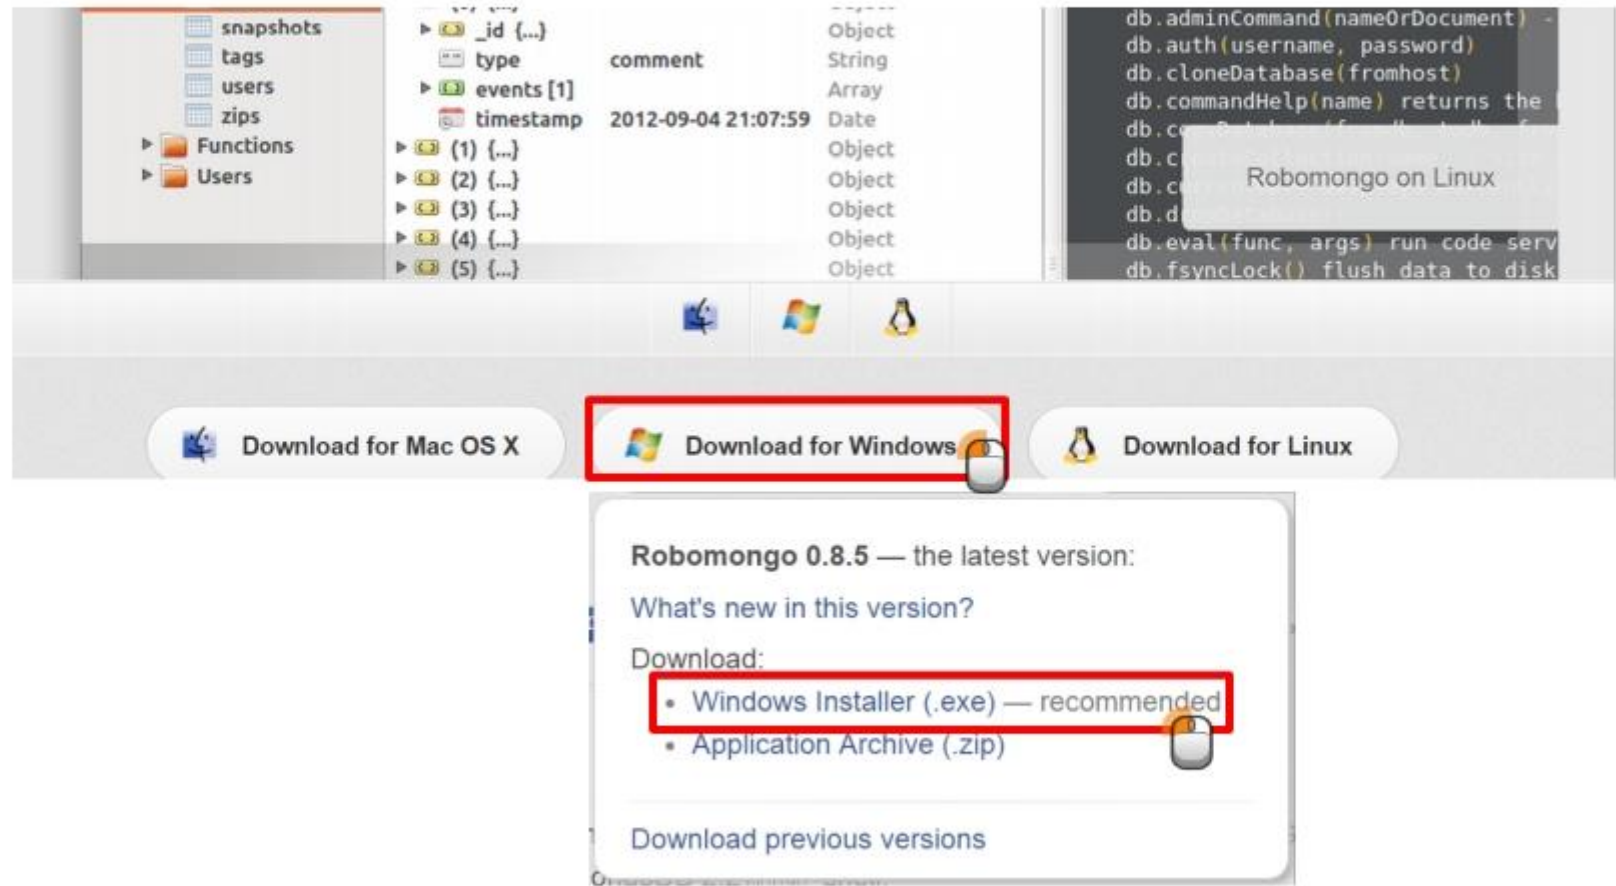 snapshots
tags
users
zips
Functions
Users
_id {...}
Object
type comment String
events [1] Array
timestamp 2012-09-04 21:07:59 Date
(1) {...} Object
(2) {...} Object
(3) {...} Object
(4) {...} Object
(5) {...} Object
db.adminCommand(nameOrDocument) -
db.auth(username, password)
db.cloneDatabase(fromhost)
db.commandHelp(name) returns the
db.eval(func, args) run code serv
db.fsyncLock() flush data to disk
Robomongo on Linux
Download for Mac OS X
Download for Windows
Download for Linux
Robomongo 0.8.5 — the latest version:
What's new in this version?
Download:
• Windows Installer (.exe) — recommended
• Application Archive (.zip)
Download previous versions